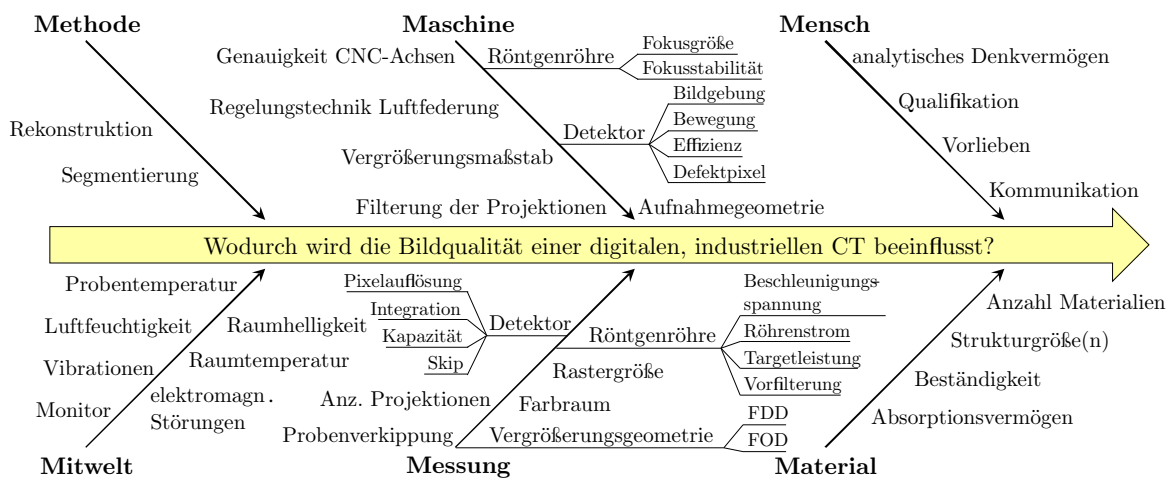 Methode
Maschine
Mensch
Genauigkeit CNC-Achsen
Röntgenröhre
Fokusgröße
Fokusstabilität
analytisches Denkvermögen
Regelungstechnik Luftfederung
Bildgebung
Qualifikation
Rekonstruktion
Detektor
Bewegung
Effizienz
Defektpixel
Vorlieben
Vergrößerungsmaßstab
Segmentierung
Kommunikation
Filterung der Projektionen
Aufnahmegeometrie
Wodurch wird die Bildqualität einer digitalen, industriellen CT beeinflusst?
Probentemperatur
Luftfeuchtigkeit
Raumhelligkeit
Vibrationen
Raumtemperatur
Monitor
elektromagn.
Störungen
Mitwelt
Pixelauflösung
Integration
Kapazität
Skip
Detektor
Beschleunigungs-
spannung
Röntgenröhre
Röhrenstrom
Targetleistung
Vorfilterung
Rastergröße
Anz. Projektionen
Farbraum
Probenverkippung
Vergrößerungsgeometrie
FDD
FOD
Messung
Anzahl Materialien
Strukturgröße(n)
Beständigkeit
Absorptionsvermögen
Material